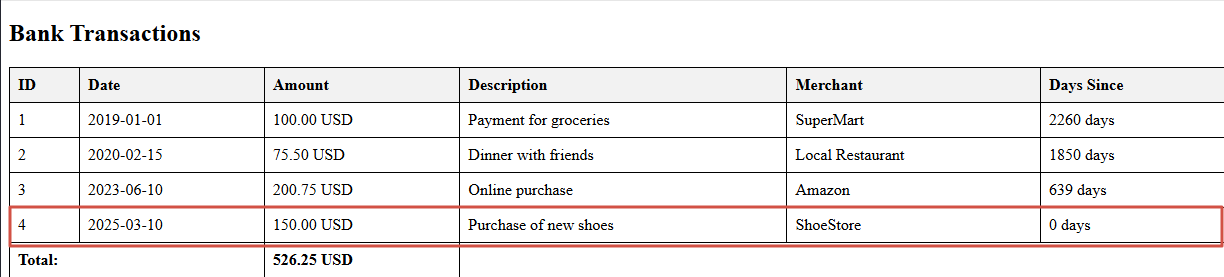 Bank Transactions
ID Date Amount Description Merchant Days Since
1 2019-01-01 100.00 USD Payment for groceries SuperMart 2260 days
2 2020-02-15 75.50 USD Dinner with friends Local Restaurant 1850 days
3 2023-06-10 200.75 USD Online purchase Amazon 639 days
4 2025-03-10 150.00 USD Purchase of new shoes ShoeStore 0 days
Total: 526.25 USD